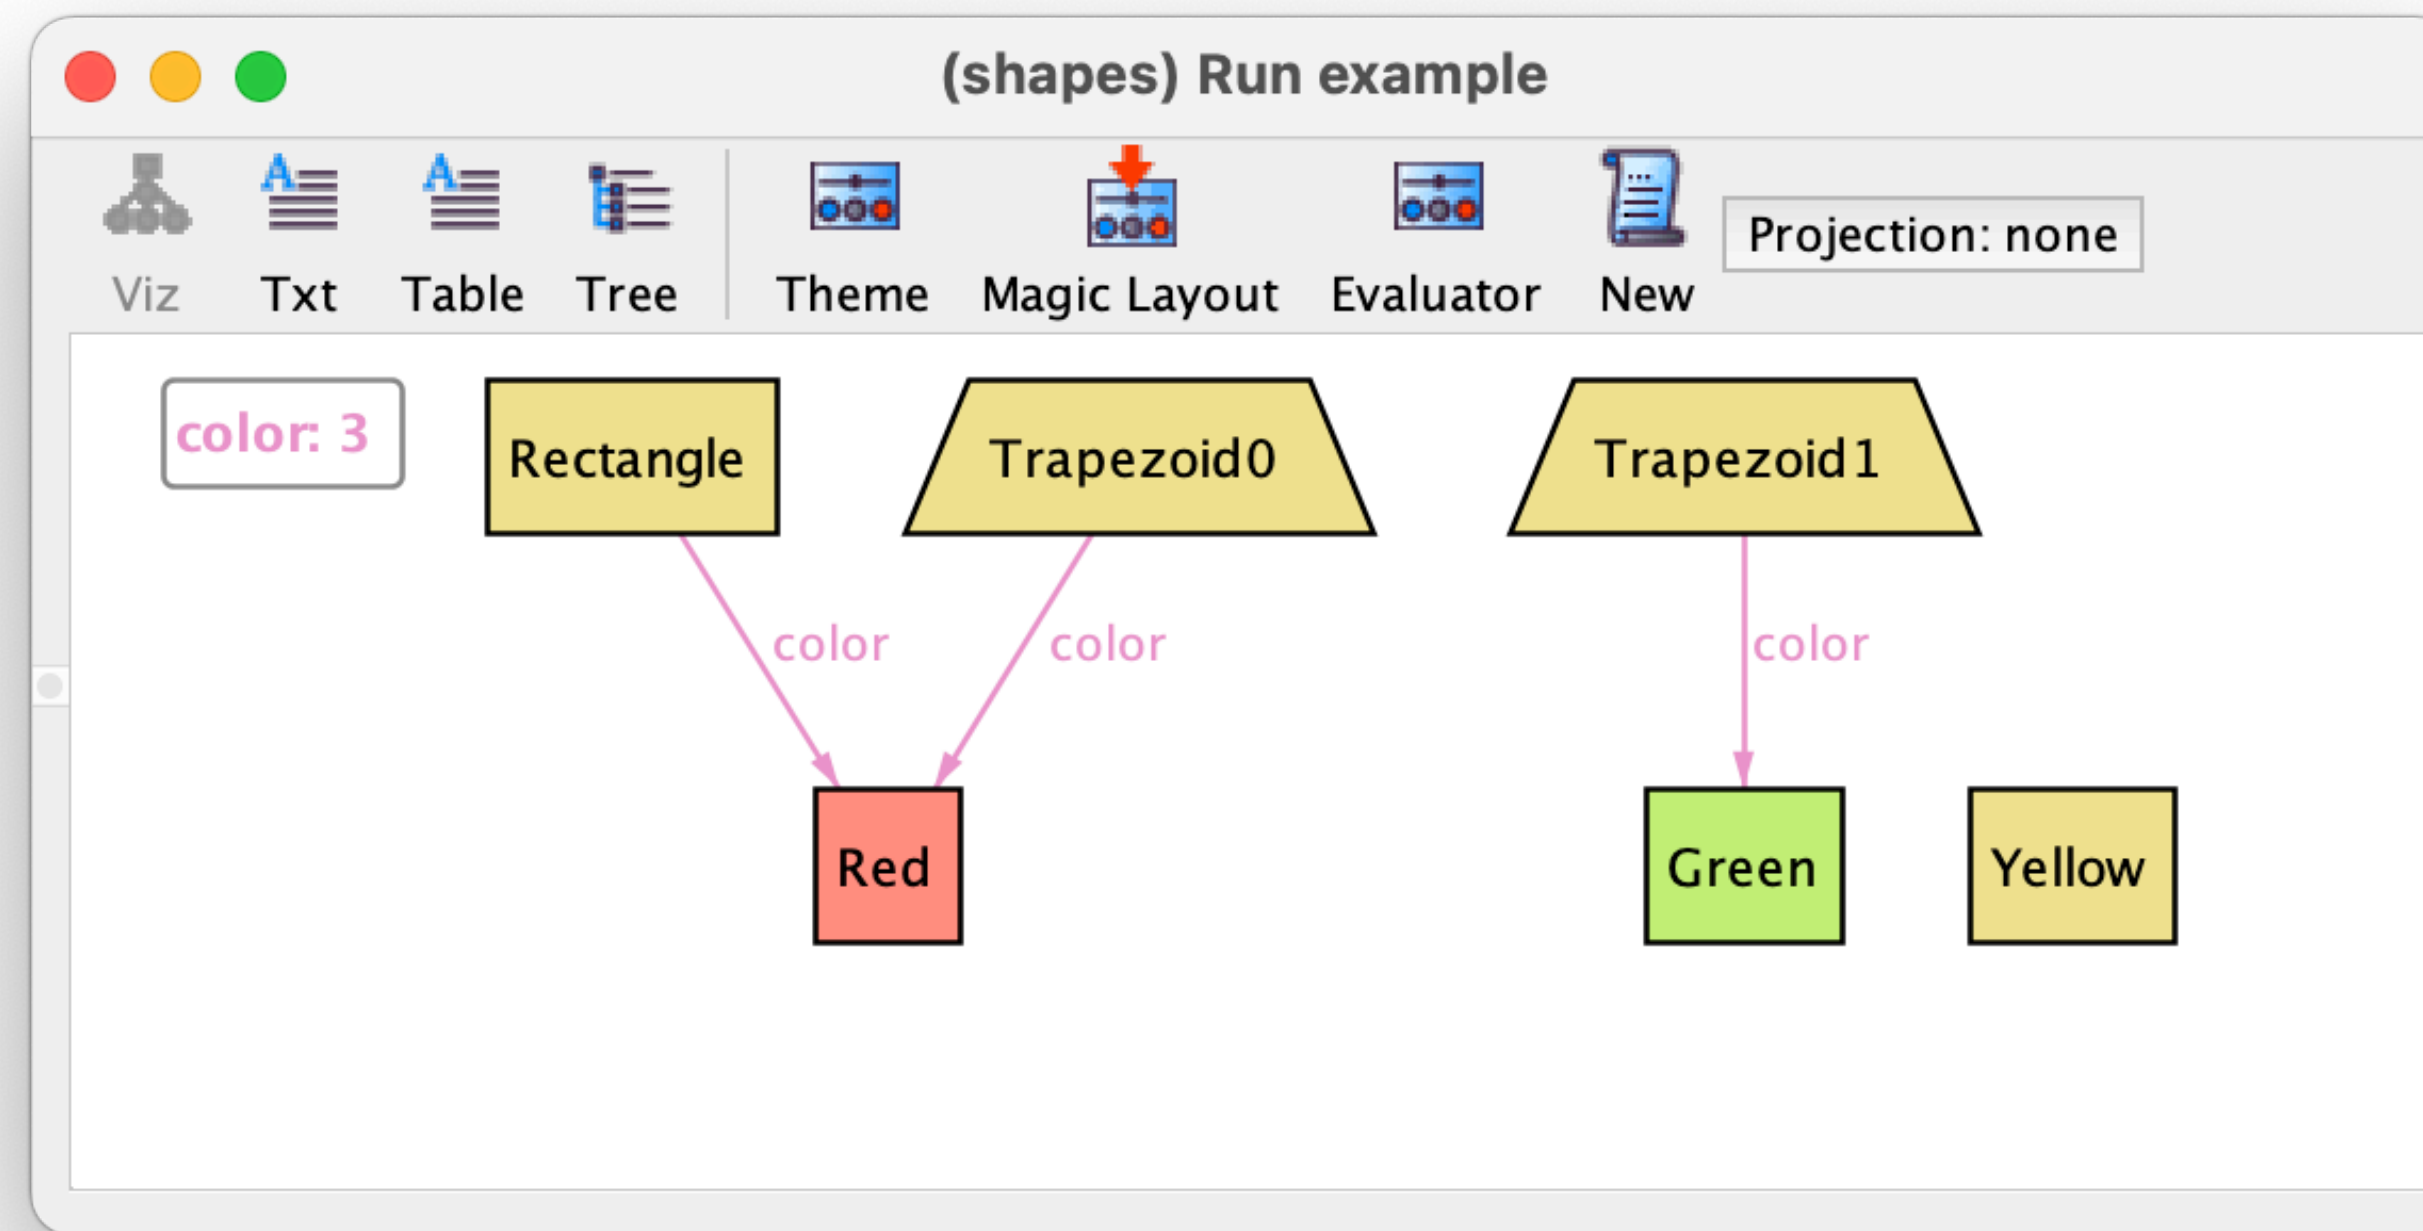 (shapes) Run example
Viz Txt Table Tree Theme Magic Layout Evaluator New Projection: none
color: 3 Rectangle Trapezoid0 Trapezoid1
color color color
Red Green Yellow